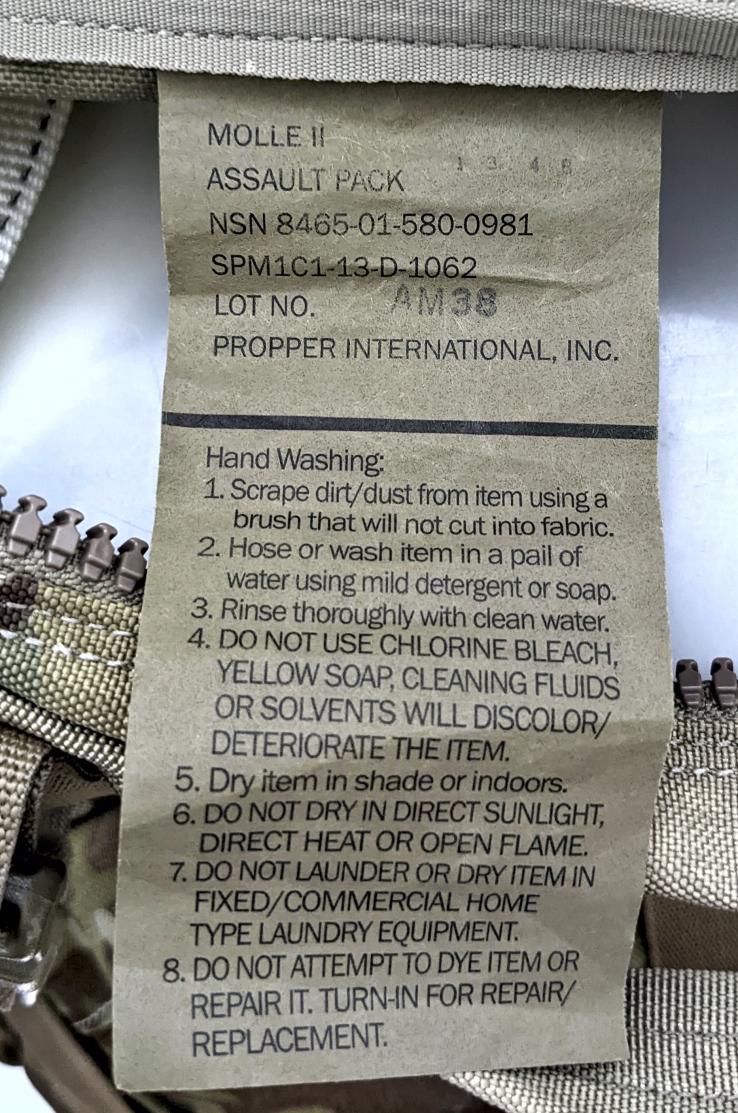 MOLLE II
1 3 4 8
ASSAULT PACK
NSN 8465-01-580-0981
SPM1C1-13-D-1062
LOT NO. AM38
PROPPER INTERNATIONAL, INC.
Hand Washing:
1. Scrape dirt/dust from item using a
brush that will not cut into fabric.
2. Hose or wash item in a pail of
water using mild detergent or soap.
3. Rinse thoroughly with clean water.
4. DO NOT USE CHLORINE BLEACH,
YELLOW SOAP, CLEANING FLUIDS
OR SOLVENTS WILL DISCOLOR/
DETERIORATE THE ITEM.
5. Dry item in shade or indoors.
6. DO NOT DRY IN DIRECT SUNLIGHT,
DIRECT HEAT OR OPEN FLAME.
7. DO NOT LAUNDER OR DRY ITEM IN
FIXED/COMMERCIAL HOME
TYPE LAUNDRY EQUIPMENT.
8. DO NOT ATTEMPT TO DYE ITEM OR
REPAIR IT. TURN-IN FOR REPAIR/
REPLACEMENT.